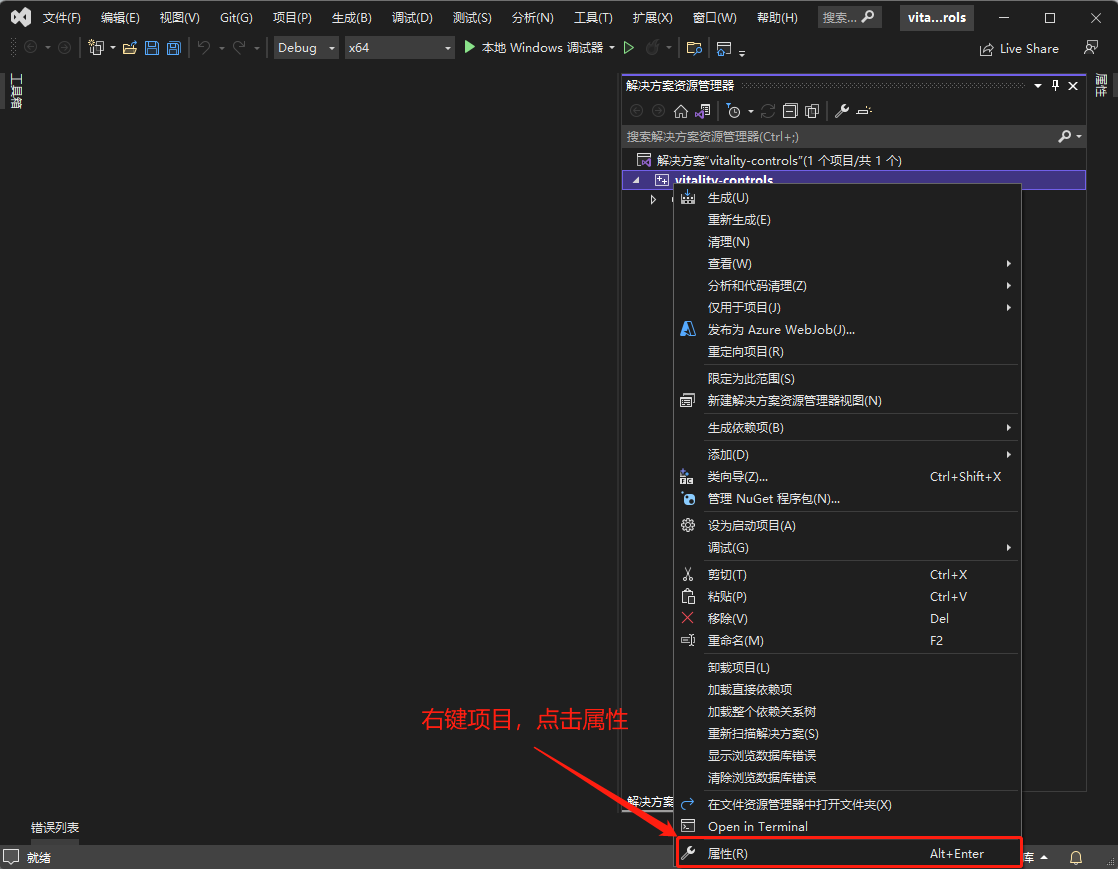 文件(F) 编辑(E) 视图(V) Git(G) 项目(P) 生成(B) 调试(D) 测试(S) 分析(N) 工具(T) 扩展(X) 窗口(W) 帮助(H) 搜索... vita...rols
Debug x64 本地 Windows 调试器 Live Share
工具箱
解决方案资源管理器
属性
搜索解决方案资源管理器(Ctrl+;)
解决方案"vitality-controls"(1 个项目/共 1 个)
vitality-controls
生成(U)
重新生成(E)
清理(N)
查看(W)
分析和代码清理(Z)
仅用于项目(J)
发布为 Azure WebJob(J)...
重定向项目(R)
限定为此范围(S)
新建解决方案资源管理器视图(N)
生成依赖项(B)
添加(D)
类向导(Z)... Ctrl+Shift+X
管理 NuGet 程序包(N)...
设为启动项目(A)
调试(G)
剪切(T) Ctrl+X
粘贴(P) Ctrl+V
移除(V) Del
重命名(M) F2
卸载项目(L)
加载直接依赖项
加载整个依赖关系树
重新扫描解决方案(S)
显示浏览数据库错误
清除浏览数据库错误
右键项目，点击属性
解决方案
在文件资源管理器中打开文件夹(X)
Open in Terminal
属性(R) Alt+Enter
错误列表
就绪
库